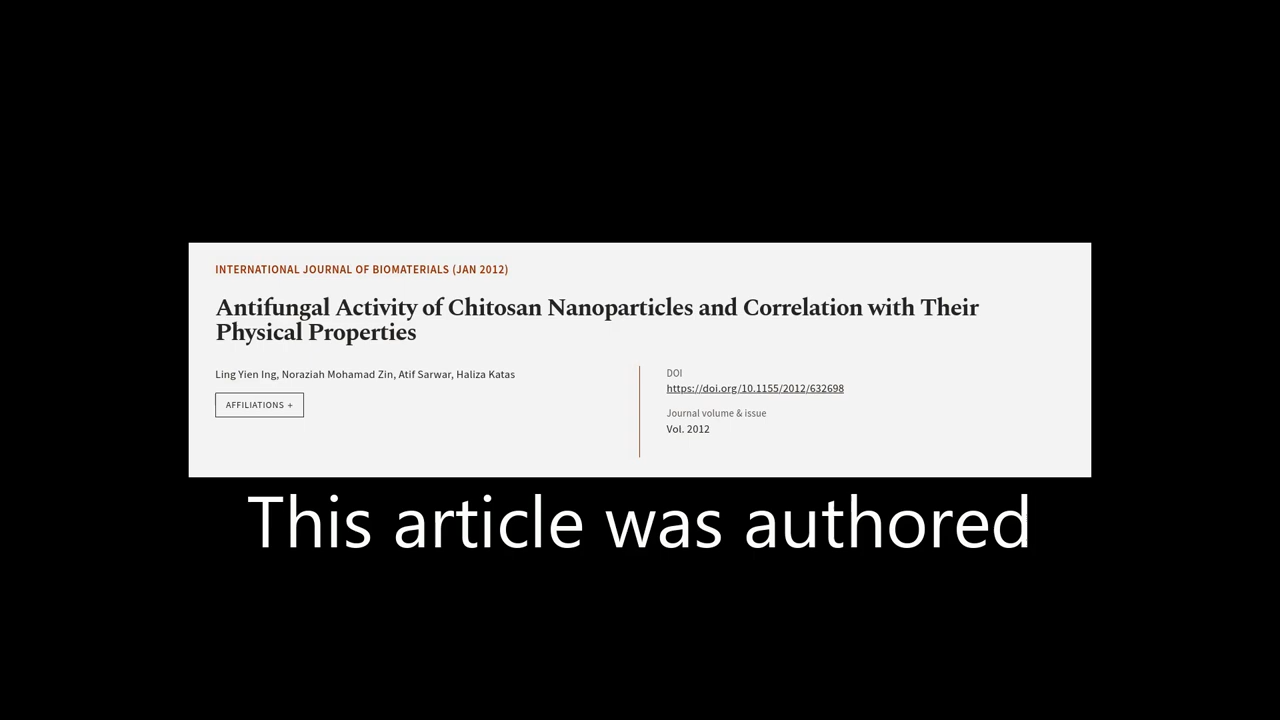 INTERNATIONAL JOURNAL OF BIOMATERIALS (JAN 2012)
Antifungal Activity of Chitosan Nanoparticles and Correlation with Their
Physical Properties
Ling Yien Ing, Noraziah Mohamad Zin, Atif Sarwar, Haliza Katas
AFFILIATIONS +
DOI
https://doi.org/10.1155/2012/632698
Journal volume & issue
Vol. 2012
This article was authored